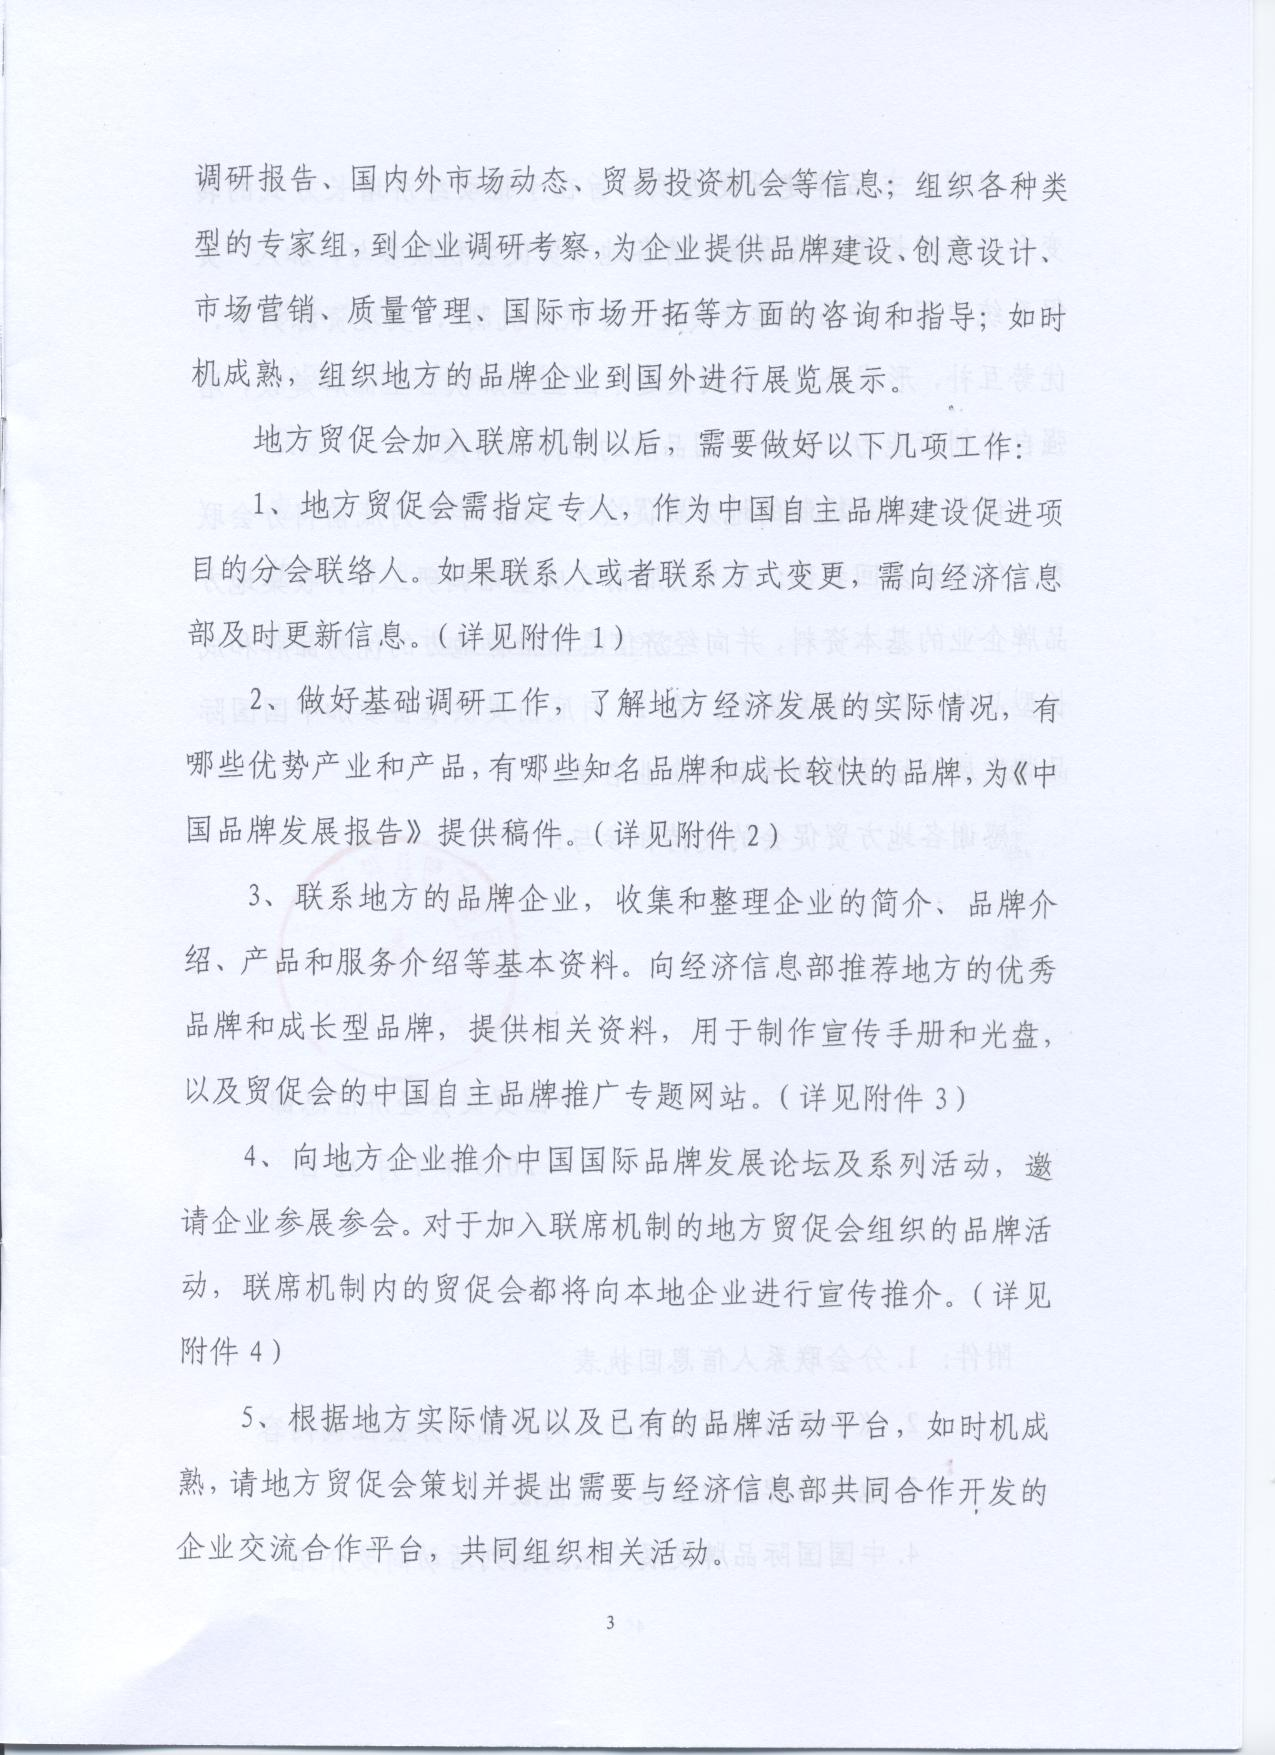 调研报告、国内外市场动态、贸易投资机会等信息；组织各种类
型的专家组，到企业调研考察，为企业提供品牌建设、创意设计、
市场营销、质量管理、国际市场开拓等方面的咨询和指导；如时
机成熟，组织地方的品牌企业到国外进行展览展示。
地方贸促会加入联席机制以后，需要做好以下几项工作：
1、地方贸促会需指定专人，作为中国自主品牌建设促进项
目的分会联络人。如果联系人或者联系方式变更，需向经济信息
部及时更新信息。（详见附件1）
2、做好基础调研工作，了解地方经济发展的实际情况，有
哪些优势产业和产品，有哪些知名品牌和成长较快的品牌，为《中
国品牌发展报告》提供稿件。（详见附件2）
3、联系地方的品牌企业，收集和整理企业的简介、品牌介
绍、产品和服务介绍等基本资料。向经济信息部推荐地方的优秀
品牌和成长型品牌，提供相关资料，用于制作宣传手册和光盘，
以及贸促会的中国自主品牌推广专题网站。（详见附件3）
4、向地方企业推介中国国际品牌发展论坛及系列活动，邀
请企业参展参会。对于加入联席机制的地方贸促会组织的品牌活
动，联席机制内的贸促会都将向本地企业进行宣传推介。（详见
附件4）
5、根据地方实际情况以及已有的品牌活动平台，如时机成
熟，请地方贸促会策划并提出需要与经济信息部共同合作开发的
企业交流合作平台，共同组织相关活动。
3